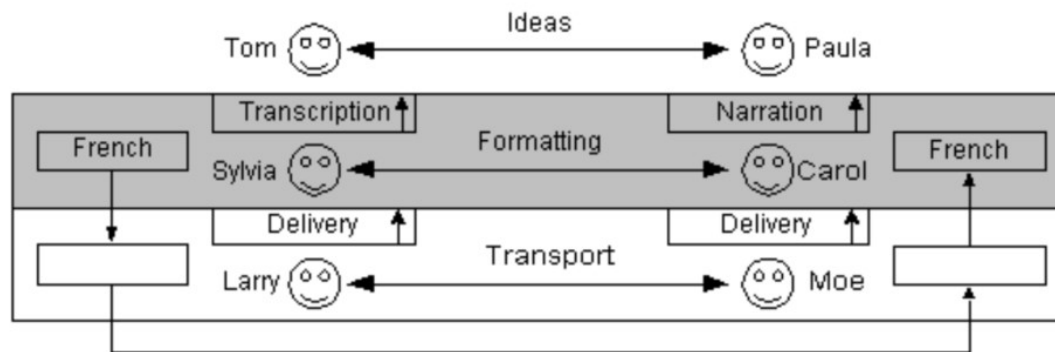 Ideas
Tom Paula
Transcription Narration
French Formatting French
Sylvia Carol
Delivery Delivery
Transport
Larry Moe